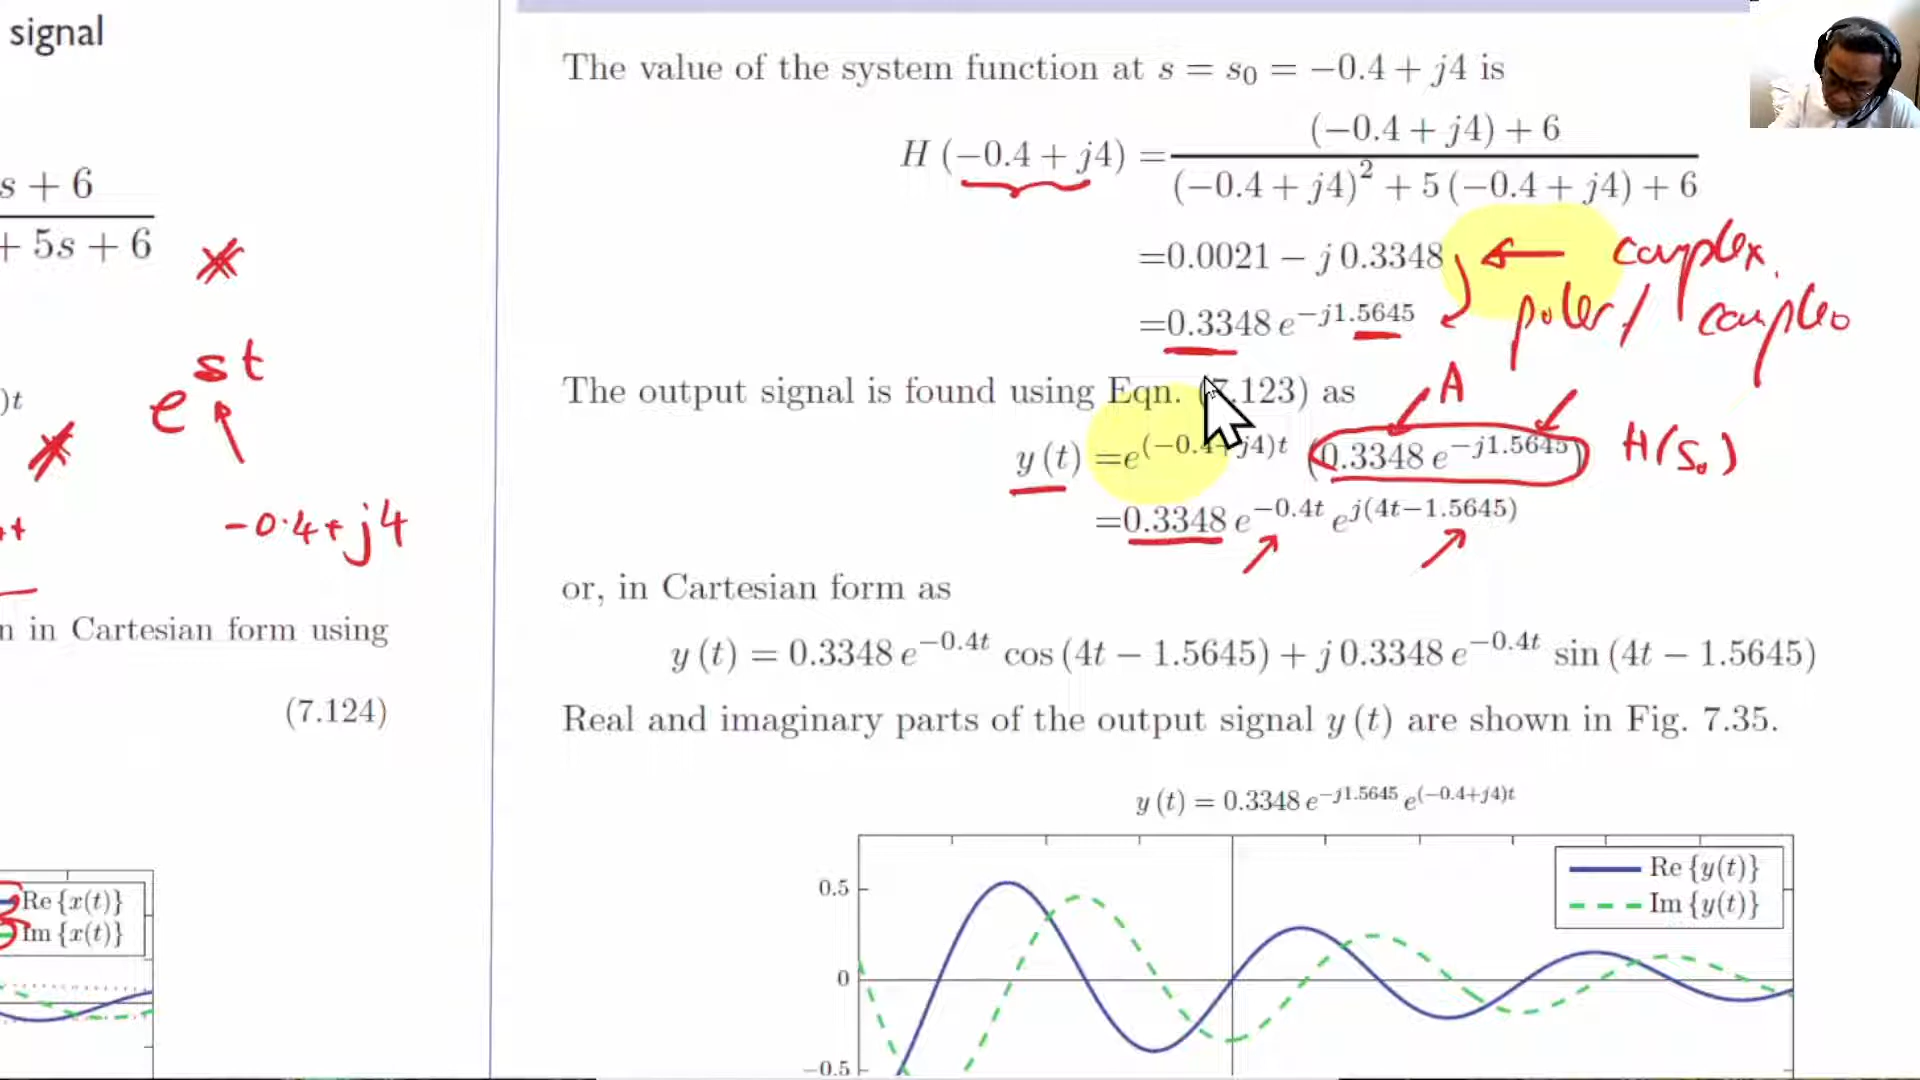 signal
s + 6
+ 5s + 6
)t
e^{st}
-0.4 + j4
n in Cartesian form using
(7.124)
Re {x(t)}
Im {x(t)}
The value of the system function at s = s₀ = −0.4 + j4 is
(−0.4 + j4) + 6
H (−0.4 + j4) =
(−0.4 + j4)² + 5 (−0.4 + j4) + 6
=0.0021 − j 0.3348
complex
=0.3348 e^{−j1.5645}
polar /
The output signal is found using Eqn. (7.123) as
A
y (t) =e^{(−0.4+j4)t} (0.3348 e^{−j1.5645})
H(s₀)
=0.3348 e^{−0.4t} e^{j(4t−1.5645)}
or, in Cartesian form as
y (t) = 0.3348 e^{−0.4t} cos (4t − 1.5645) + j 0.3348 e^{−0.4t} sin (4t − 1.5645)
Real and imaginary parts of the output signal y (t) are shown in Fig. 7.35.
y (t) = 0.3348 e^{−j1.5645} e^{(−0.4+j4)t}
0.5
0
−0.5
Re {y(t)}
Im {y(t)}